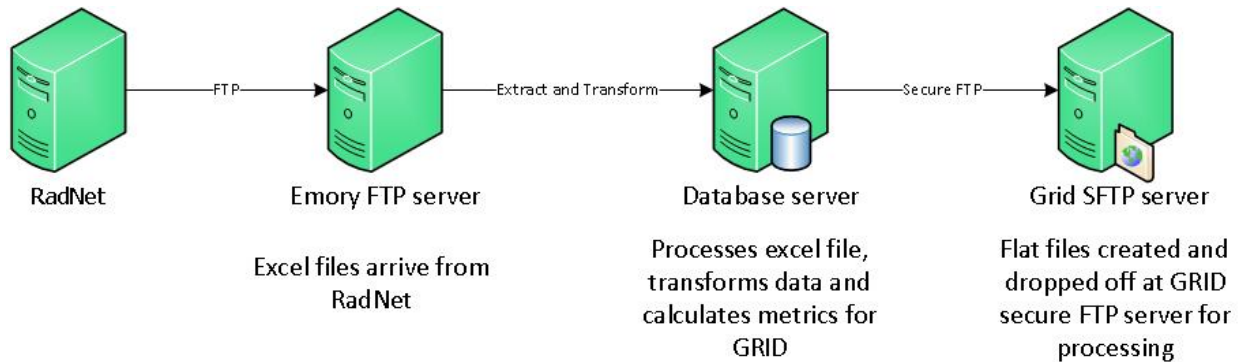 FTP
Extract and Transform
Secure FTP
RadNet
Emory FTP server
Database server
Grid SFTP server
Excel files arrive from
RadNet
Processes excel file,
transforms data and
calculates metrics for
GRID
Flat files created and
dropped off at GRID
secure FTP server for
processing